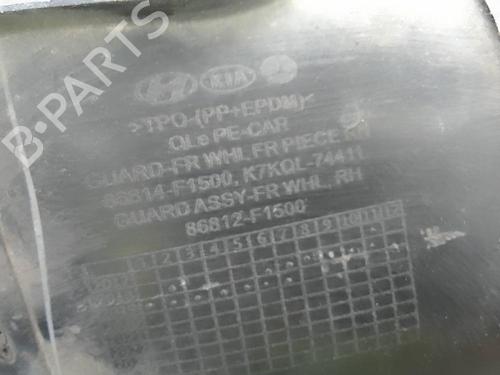 B-PARTS
KIA
>TPO-(PP+EPDM)<
QLe PE-CAR
GUARD-FR WHL FR PIECE RH
86814-F1500, K7KQL-74411
GUARD ASSY-FR WHL, RH
86812-F1500
1 2 3 4 5 6 7 8 9 10 11 12